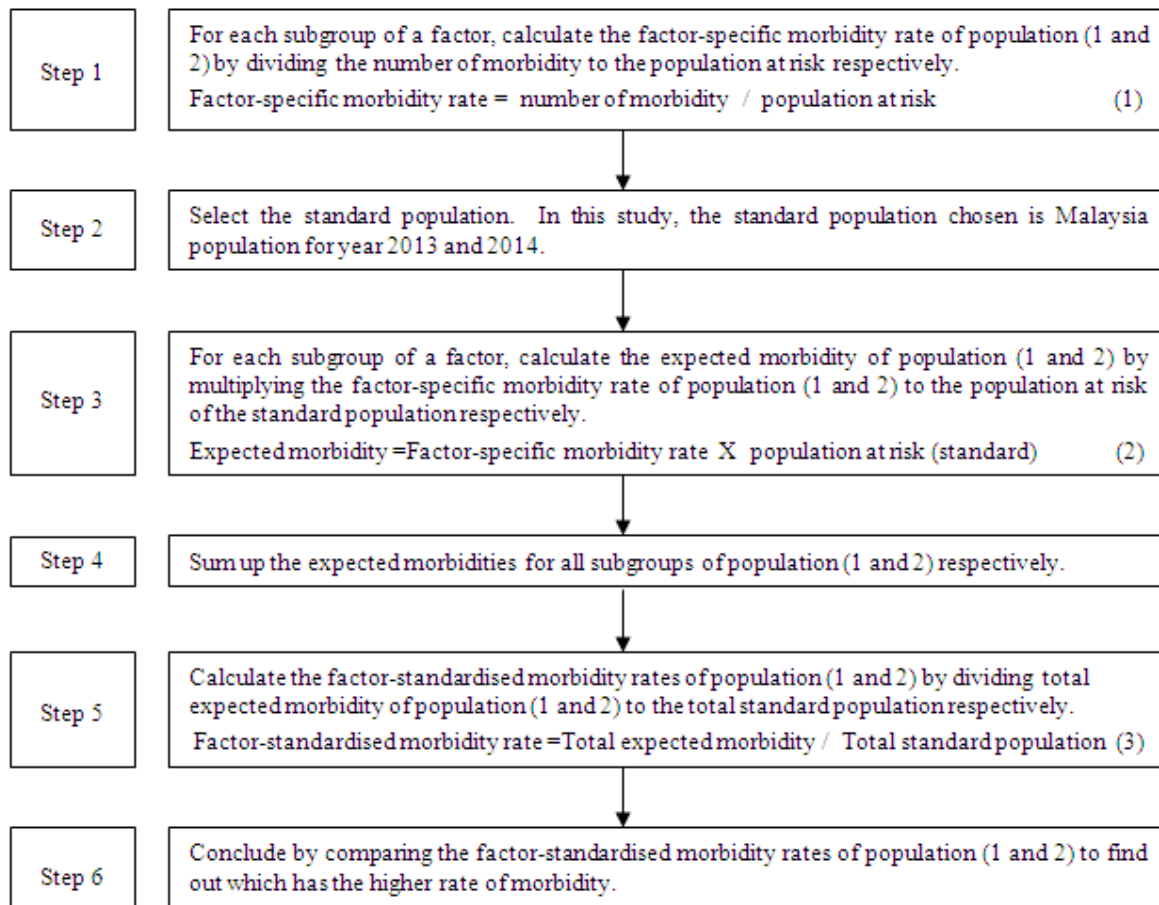 Step 1
For each subgroup of a factor, calculate the factor-specific morbidity rate of population (1 and
2) by dividing the number of morbidity to the population at risk respectively.
Factor-specific morbidity rate = number of morbidity / population at risk (1)
Step 2
Select the standard population. In this study, the standard population chosen is Malaysia
population for year 2013 and 2014.
Step 3
For each subgroup of a factor, calculate the expected morbidity of population (1 and 2) by
multiplying the factor-specific morbidity rate of population (1 and 2) to the population at risk
of the standard population respectively.
Expected morbidity =Factor-specific morbidity rate X population at risk (standard) (2)
Step 4
Sum up the expected morbidities for all subgroups of population (1 and 2) respectively.
Step 5
Calculate the factor-standardised morbidity rates of population (1 and 2) by dividing total
expected morbidity of population (1 and 2) to the total standard population respectively.
Factor-standardised morbidity rate =Total expected morbidity / Total standard population (3)
Step 6
Conclude by comparing the factor-standardised morbidity rates of population (1 and 2) to find
out which has the higher rate of morbidity.